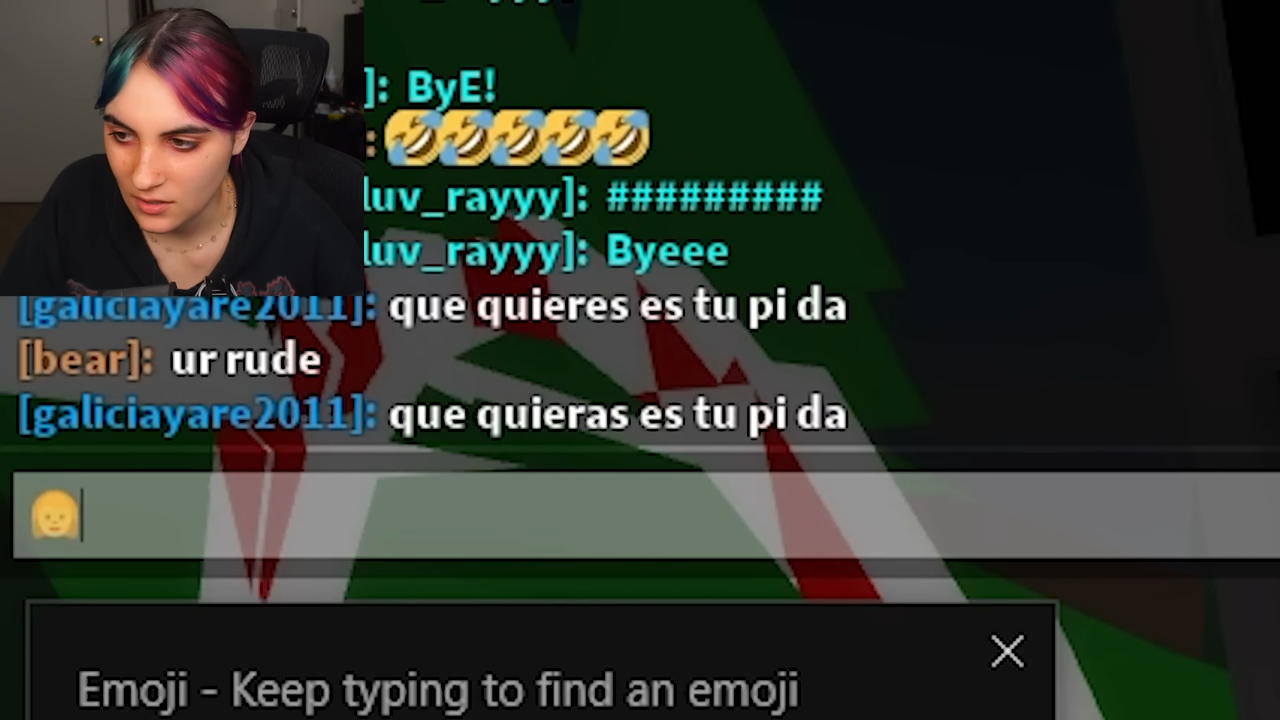 ]: ByE!
: 🤣🤣🤣🤣🤣
luv_rayyy]: #########
luv_rayyy]: Byeee
[galiciayare2011]: que quieres es tu pi da
[bear]: ur rude
[galiciayare2011]: que quieras es tu pi da
👱‍♀️
Emoji - Keep typing to find an emoji